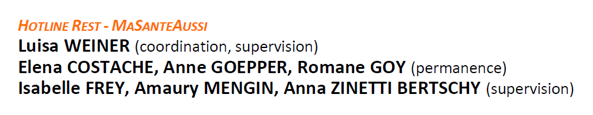 HOTLINE REST - MASANTEAUSSI
Luisa WEINER (coordination, supervision)
Elena COSTACHE, Anne GOEPPER, Romane GOY (permanence)
Isabelle FREY, Amaury MENGIN, Anna ZINETTI BERTSCHY (supervision)